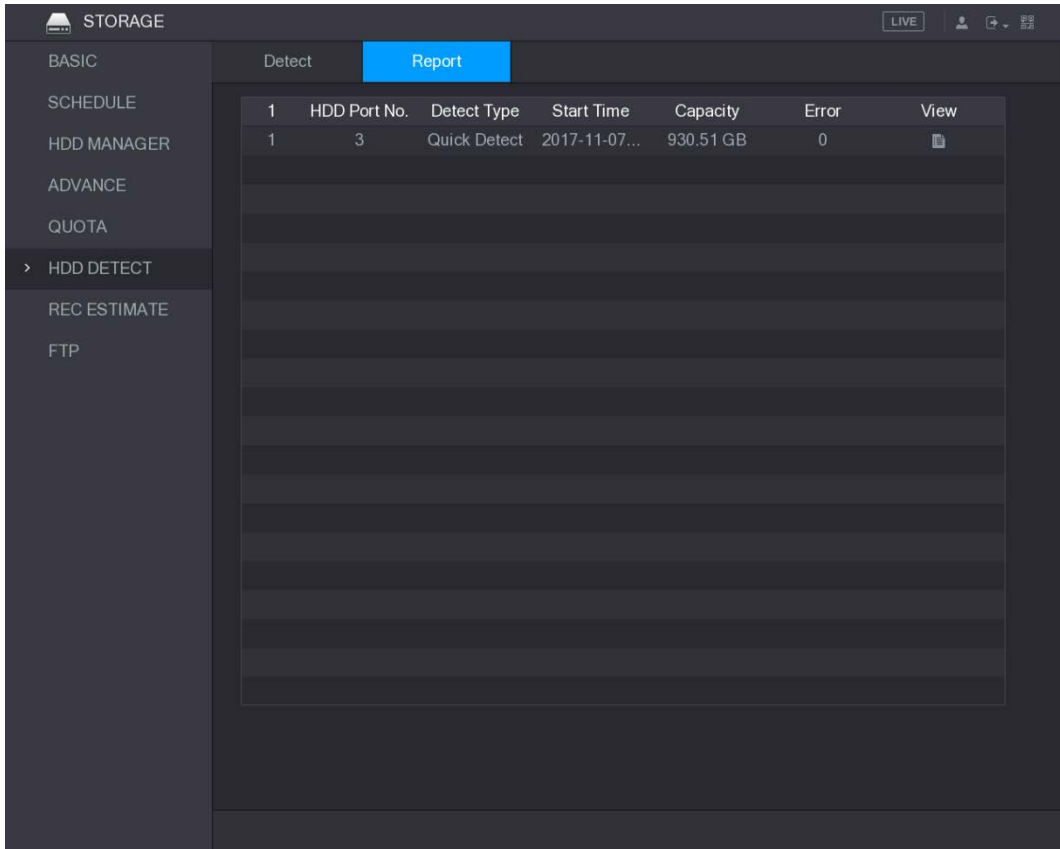 STORAGE LIVE
BASIC
SCHEDULE
HDD MANAGER
ADVANCE
QUOTA
> HDD DETECT
REC ESTIMATE
FTP
Detect Report
1 HDD Port No. Detect Type Start Time Capacity Error View
1 3 Quick Detect 2017-11-07... 930.51 GB 0